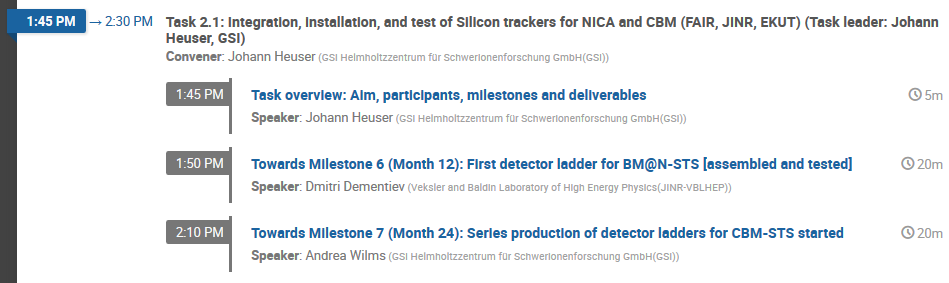 1:45 PM → 2:30 PM Task 2.1: Integration, installation, and test of Silicon trackers for NICA and CBM (FAIR, JINR, EKUT) (Task leader: Johann
Heuser, GSI)
Convener: Johann Heuser (GSI Helmholtzzentrum für Schwerionenforschung GmbH(GSI))
1:45 PM Task overview: Aim, participants, milestones and deliverables 5m
Speaker: Johann Heuser (GSI Helmholtzzentrum für Schwerionenforschung GmbH(GSI))
1:50 PM Towards Milestone 6 (Month 12): First detector ladder for BM@N-STS [assembled and tested] 20m
Speaker: Dmitri Dementiev (Veksler and Baldin Laboratory of High Energy Physics(JINR-VBLHEP))
2:10 PM Towards Milestone 7 (Month 24): Series production of detector ladders for CBM-STS started 20m
Speaker: Andrea Wilms (GSI Helmholtzzentrum für Schwerionenforschung GmbH(GSI))